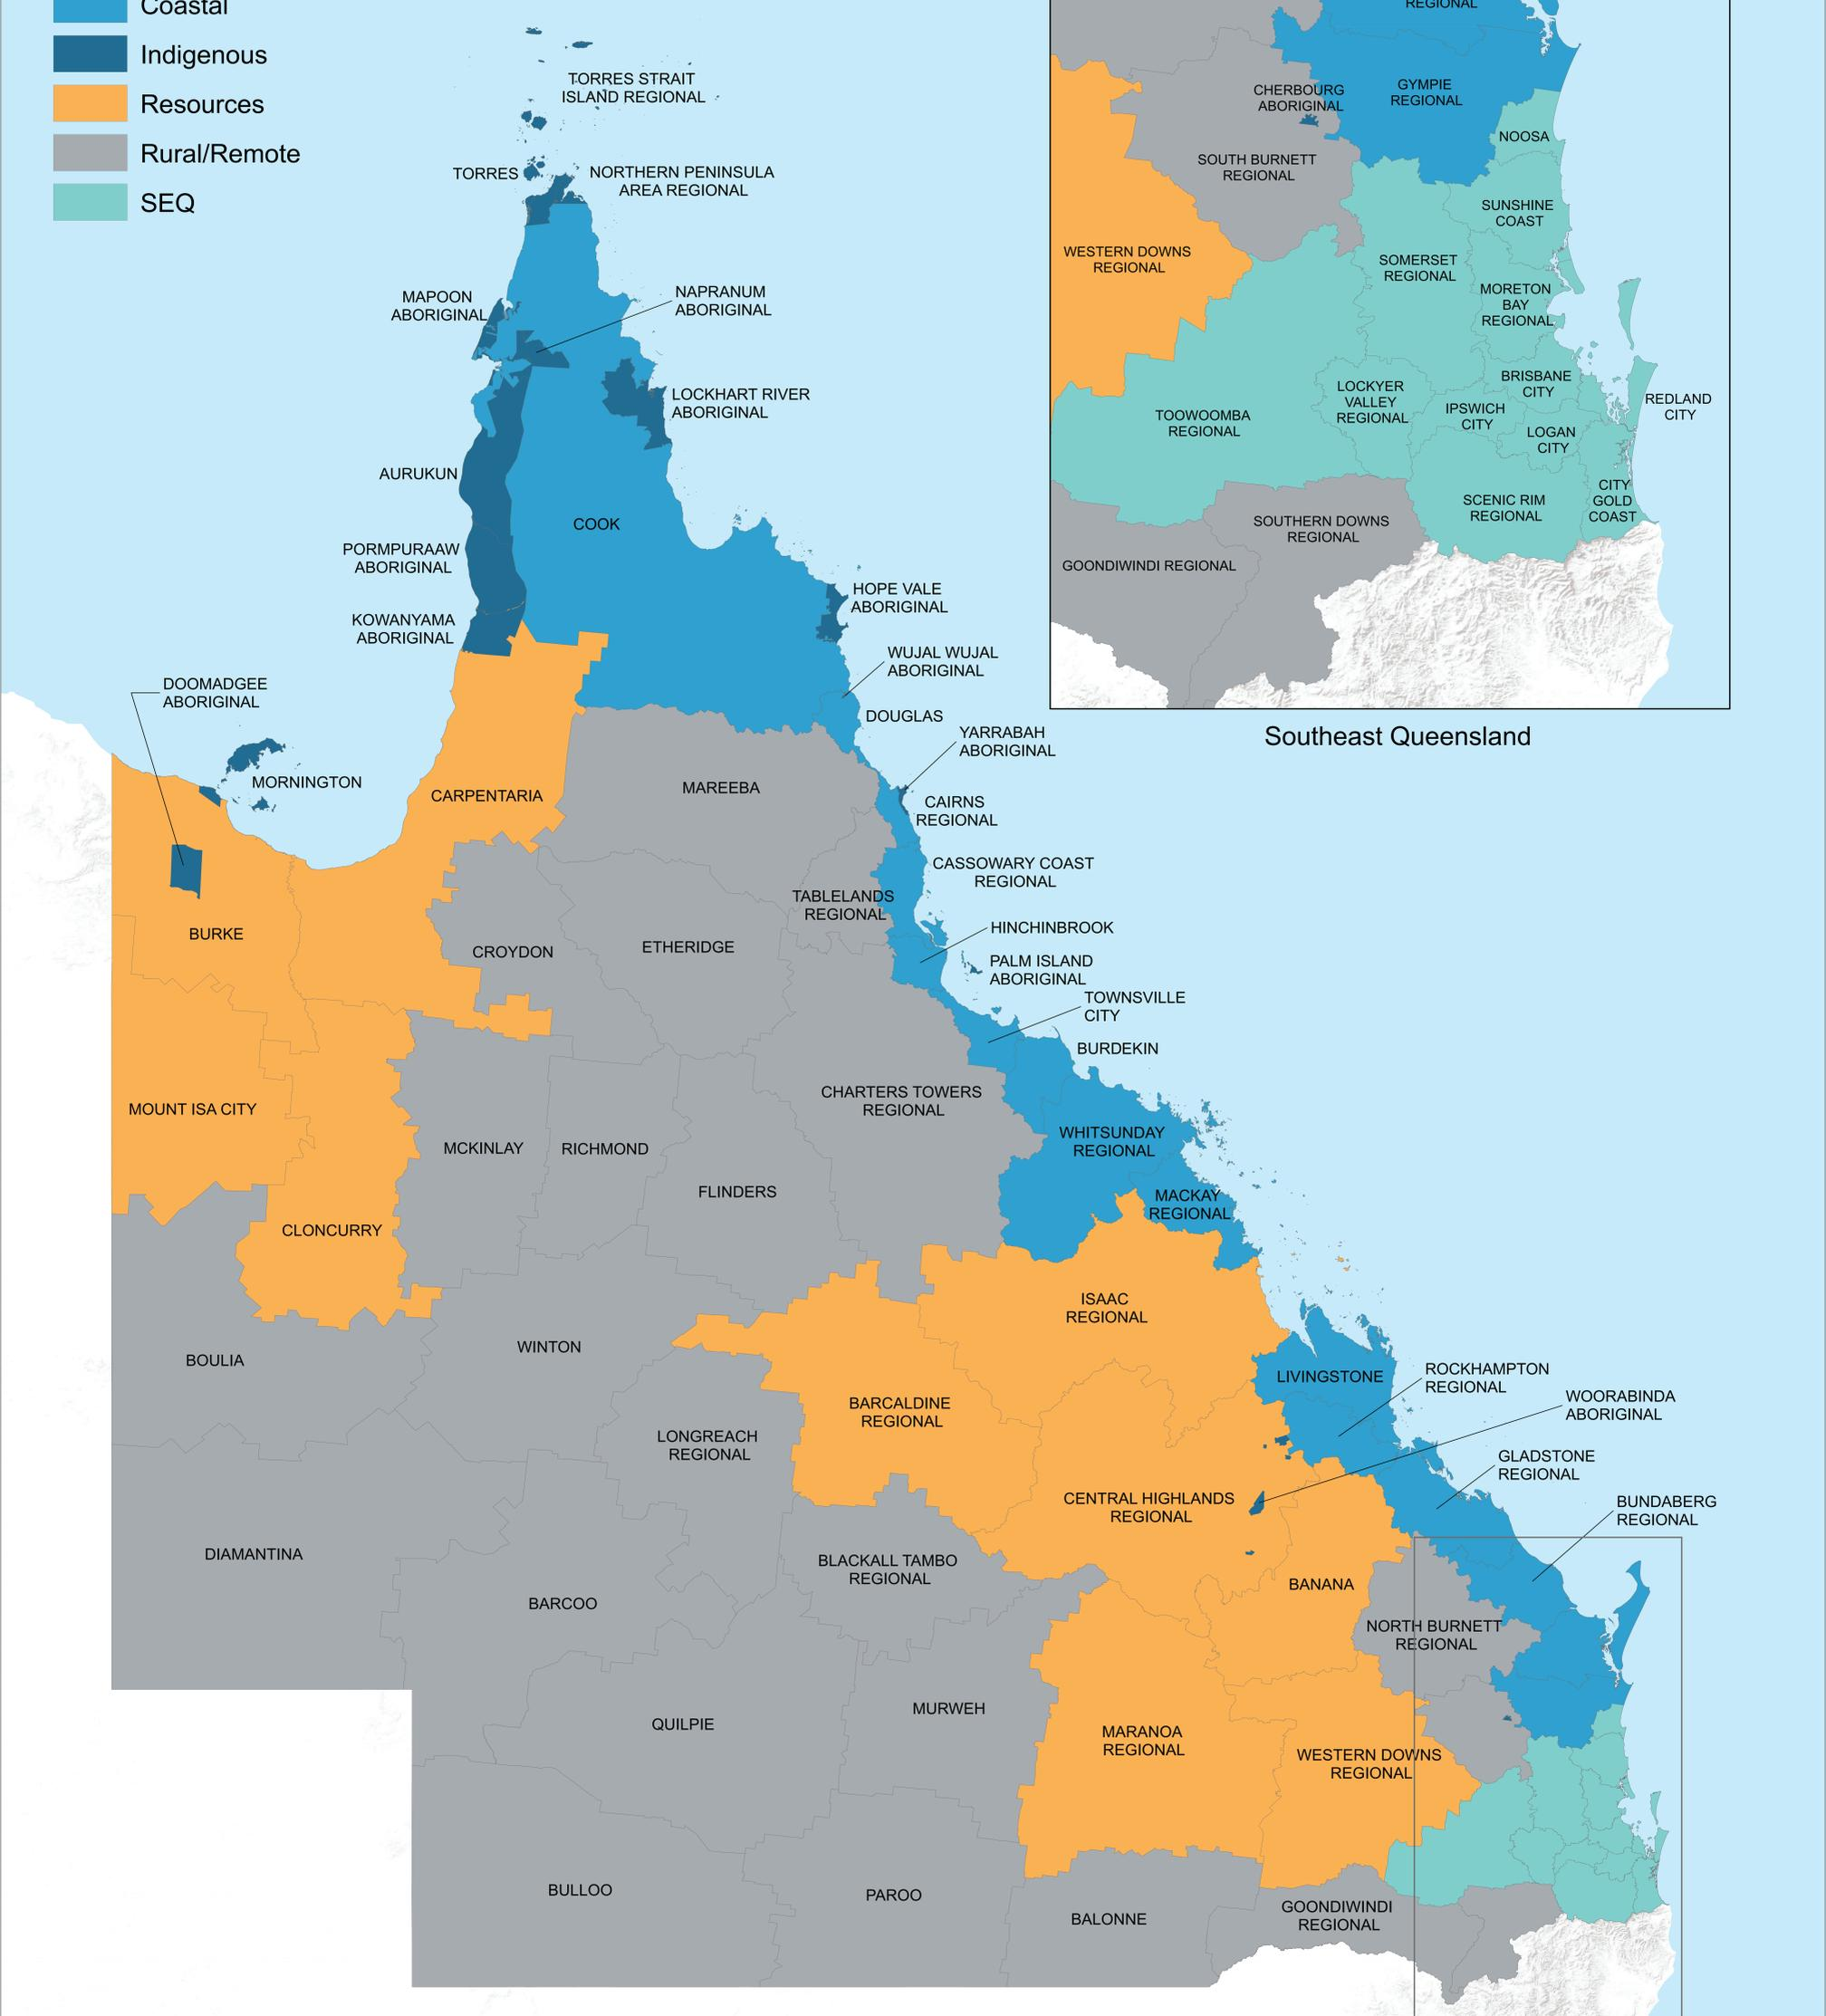 Coastal
Indigenous
Resources
Rural/Remote
SEQ
TORRES STRAIT
ISLAND REGIONAL
TORRES
NORTHERN PENINSULA
AREA REGIONAL
MAPOON
ABORIGINAL
NAPRANUM
ABORIGINAL
LOCKHART RIVER
ABORIGINAL
AURUKUN
COOK
PORMPURAAW
ABORIGINAL
KOWANYAMA
ABORIGINAL
HOPE VALE
ABORIGINAL
WUJAL WUJAL
ABORIGINAL
DOOMADGEE
ABORIGINAL
DOUGLAS
YARRABAH
ABORIGINAL
MORNINGTON
CARPENTARIA
MAREEBA
CAIRNS
REGIONAL
CASSOWARY COAST
REGIONAL
TABLELANDS
REGIONAL
BURKE
CROYDON
ETHERIDGE
HINCHINBROOK
PALM ISLAND
ABORIGINAL
TOWNSVILLE
CITY
BURDEKIN
MOUNT ISA CITY
MCKINLAY
RICHMOND
CHARTERS TOWERS
REGIONAL
WHITSUNDAY
REGIONAL
FLINDERS
MACKAY
REGIONAL
CLONCURRY
ISAAC
REGIONAL
BOULIA
WINTON
LIVINGSTONE
ROCKHAMPTON
REGIONAL
WOORABINDA
ABORIGINAL
BARCALDINE
REGIONAL
LONGREACH
REGIONAL
GLADSTONE
REGIONAL
CENTRAL HIGHLANDS
REGIONAL
BUNDABERG
REGIONAL
DIAMANTINA
BLACKALL TAMBO
REGIONAL
BANANA
BARCOO
NORTH BURNETT
REGIONAL
QUILPIE
MURWEH
MARANOA
REGIONAL
WESTERN DOWNS
REGIONAL
BULLOO
PAROO
BALONNE
GOONDIWINDI
REGIONAL
REGIONAL
CHERBOURG
ABORIGINAL
GYMPIE
REGIONAL
NOOSA
SOUTH BURNETT
REGIONAL
SUNSHINE
COAST
WESTERN DOWNS
REGIONAL
SOMERSET
REGIONAL
MORETON
BAY
REGIONAL
BRISBANE
CITY
LOCKYER
VALLEY
REGIONAL
REDLAND
CITY
IPSWICH
CITY
TOOWOOMBA
REGIONAL
LOGAN
CITY
CITY
GOLD
COAST
SCENIC RIM
REGIONAL
SOUTHERN DOWNS
REGIONAL
GOONDIWINDI REGIONAL
Southeast Queensland